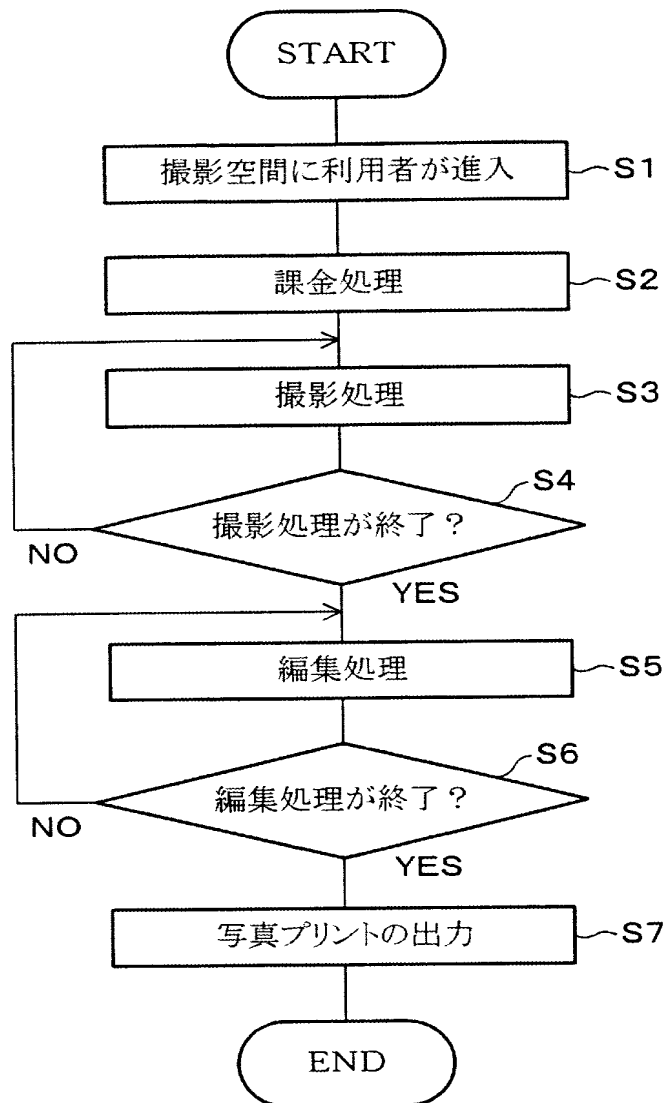 START
撮影空間に利用者が進入
S1
課金処理
S2
撮影処理
S3
撮影処理が終了？
S4
NO
YES
編集処理
S5
編集処理が終了？
S6
NO
YES
写真プリントの出力
S7
END